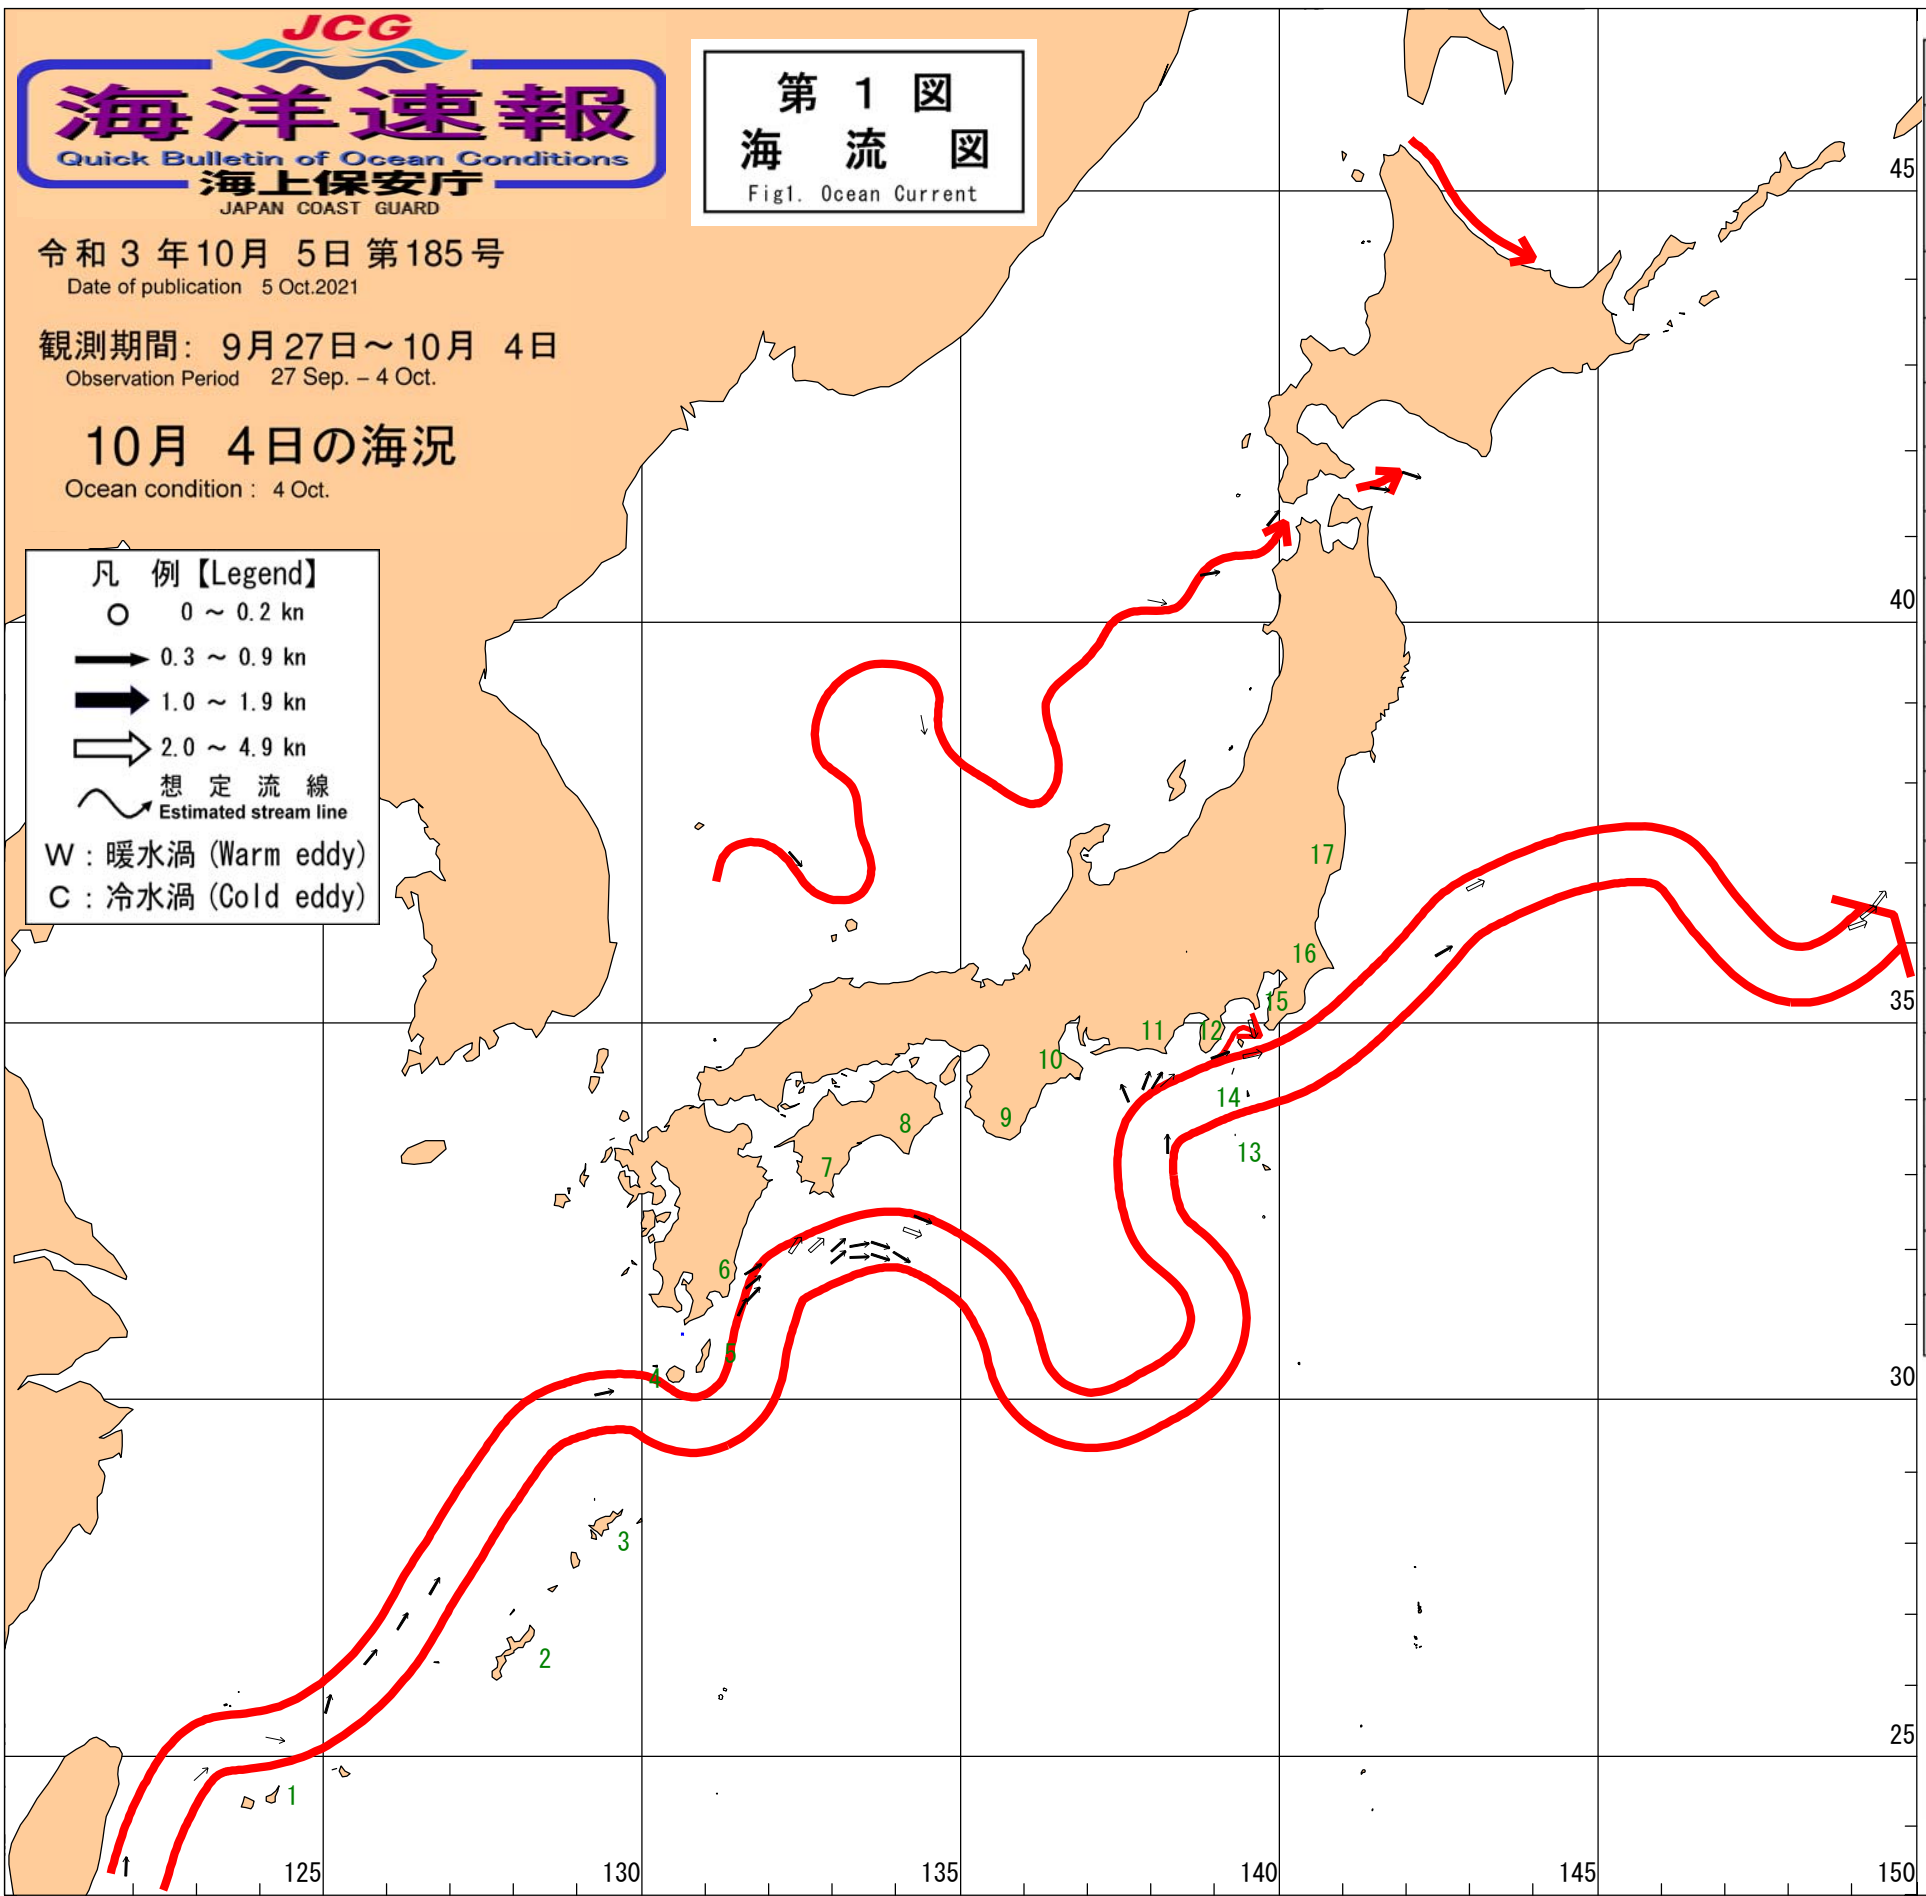 JCG
海洋速報
Quick Bulletin of Ocean Conditions
海上保安庁
JAPAN COAST GUARD
第 1 図
海 流 図
Fig1. Ocean Current
令和 3 年10月 5日 第185号
Date of publication 5 Oct.2021
観測期間: 9月27日～10月 4日
Observation Period 27 Sep. – 4 Oct.
10月 4日の海況
Ocean condition : 4 Oct.
凡 例【Legend】
0 ～ 0.2 kn
0.3 ～ 0.9 kn
1.0 ～ 1.9 kn
2.0 ～ 4.9 kn
想 定 流 線
Estimated stream line
W : 暖水渦 (Warm eddy)
C : 冷水渦 (Cold eddy)
45
40
17
16
15
35
11
12
10
14
8
9
13
7
6
5
4
30
3
2
25
1
125
130
135
140
145
150